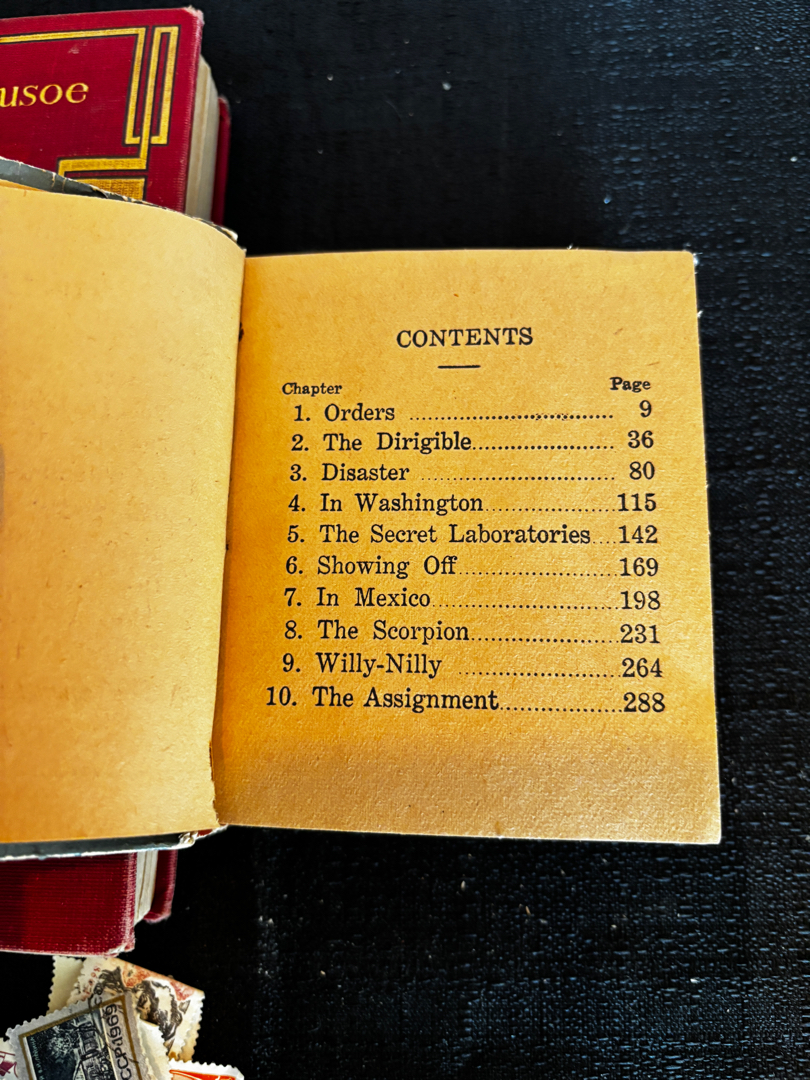 usoe
CONTENTS
Chapter Page
1. Orders ........................................ 9
2. The Dirigible........................ 36
3. Disaster ................................ 80
4. In Washington......................115
5. The Secret Laboratories....142
6. Showing Off..........................169
7. In Mexico..............................198
8. The Scorpion........................231
9. Willy-Nilly ..........................264
10. The Assignment....................288
CCCP·1969